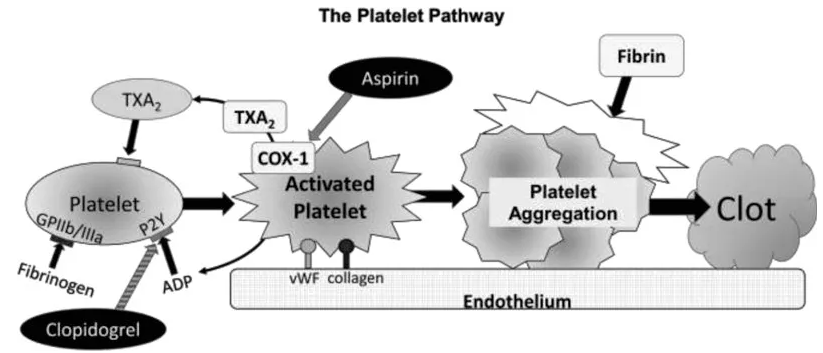 The Platelet Pathway
Fibrin
Aspirin
TXA2
TXA2
COX-1
Activated
Platelet
Platelet
GPIIb/IIIa
P2Y
Platelet
Aggregation
Clot
Fibrinogen
ADP
vWF collagen
Endothelium
Clopidogrel